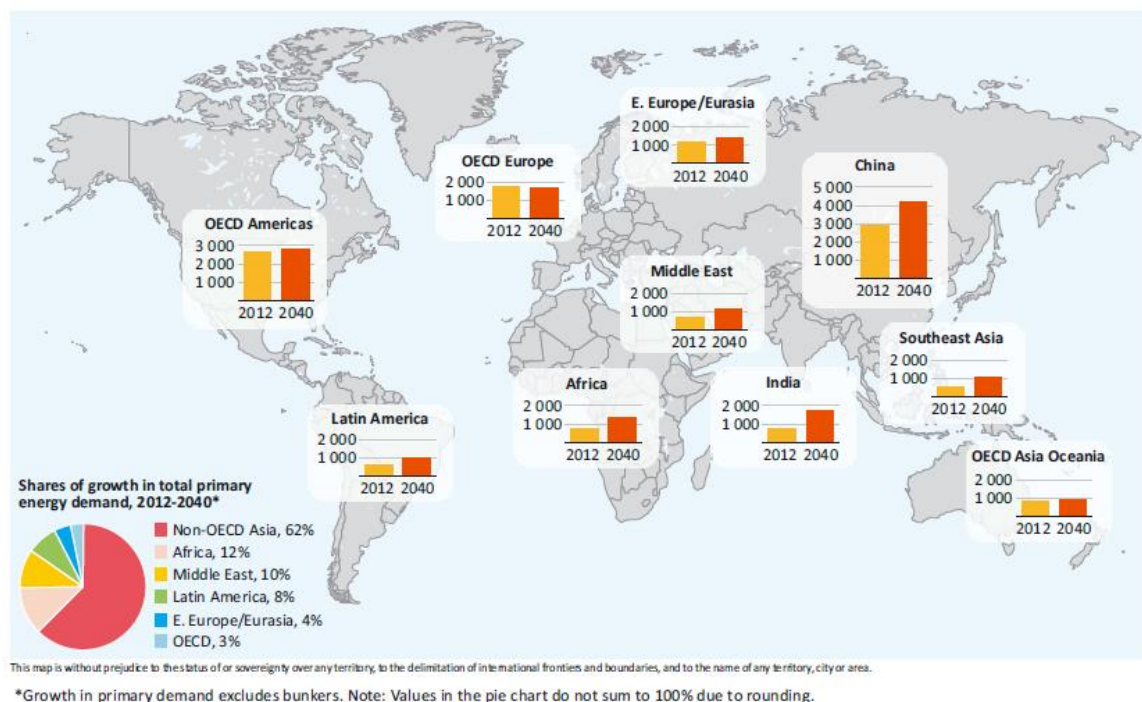 E. Europe/Eurasia
2 000
1 000
2012 2040
OECD Europe
2 000
1 000
2012 2040
China
5 000
4 000
3 000
2 000
1 000
2012 2040
OECD Americas
3 000
2 000
1 000
2012 2040
Middle East
2 000
1 000
2012 2040
Southeast Asia
2 000
1 000
2012 2040
Africa
2 000
1 000
2012 2040
India
2 000
1 000
2012 2040
Latin America
2 000
1 000
2012 2040
OECD Asia Oceania
2 000
1 000
2012 2040
Shares of growth in total primary
energy demand, 2012-2040*
Non-OECD Asia, 62%
Africa, 12%
Middle East, 10%
Latin America, 8%
E. Europe/Eurasia, 4%
OECD, 3%
This map is without prejudice to the status of or sovereignty over any territory, to the delimitation of international frontiers and boundaries, and to the name of any territory, city or area.
*Growth in primary demand excludes bunkers. Note: Values in the pie chart do not sum to 100% due to rounding.